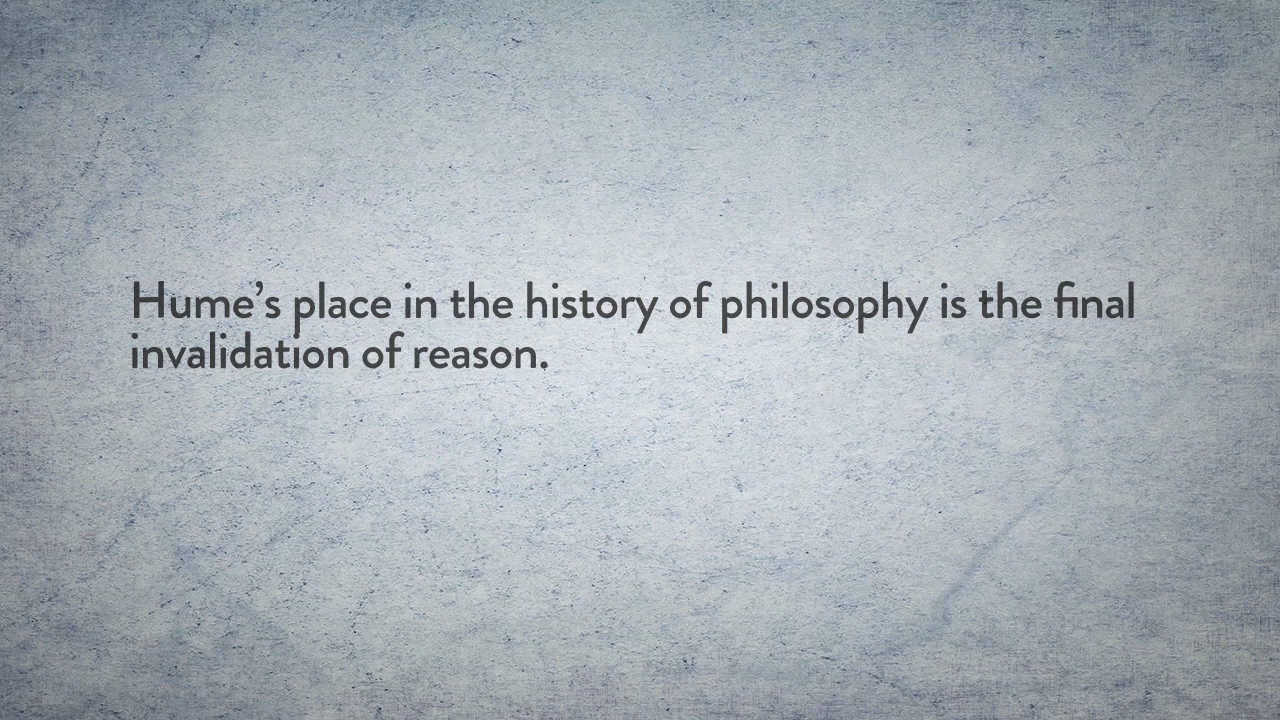 Hume’s place in the history of philosophy is the final
invalidation of reason.